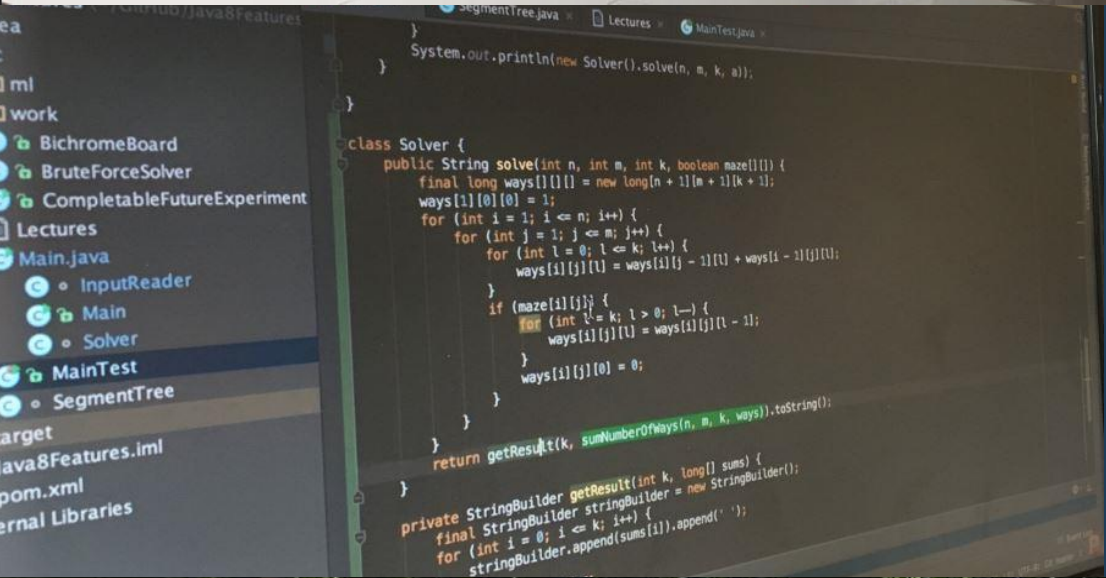 SegmentTree.java
Lectures
MainTest.java
/Java8Features
ea
ml
work
BichromeBoard
BruteForceSolver
CompletableFutureExperiment
Lectures
Main.java
InputReader
Main
Solver
MainTest
SegmentTree
arget
ava8Features.iml
pom.xml
ernal Libraries
}
System.out.println(new Solver().solve(n, m, k, a));
}
}
class Solver {
public String solve(int n, int m, int k, boolean maze[][]) {
final long ways[][][] = new long[n + 1][m + 1][k + 1];
ways[1][0][0] = 1;
for (int i = 1; i <= n; i++) {
for (int j = 1; j <= m; j++) {
for (int l = 0; l <= k; l++) {
ways[i][j][l] = ways[i][j - 1][l] + ways[i - 1][j][l];
}
if (maze[i][j]) {
for (int l = k; l > 0; l--) {
ways[i][j][l] = ways[i][j][l - 1];
}
ways[i][j][0] = 0;
}
}
}
return getResult(k, sumNumberOfWays(n, m, k, ways)).toString();
}
private StringBuilder getResult(int k, long[] sums) {
final StringBuilder stringBuilder = new StringBuilder();
for (int i = 0; i <= k; i++) {
stringBuilder.append(sums[i]).append(' ');